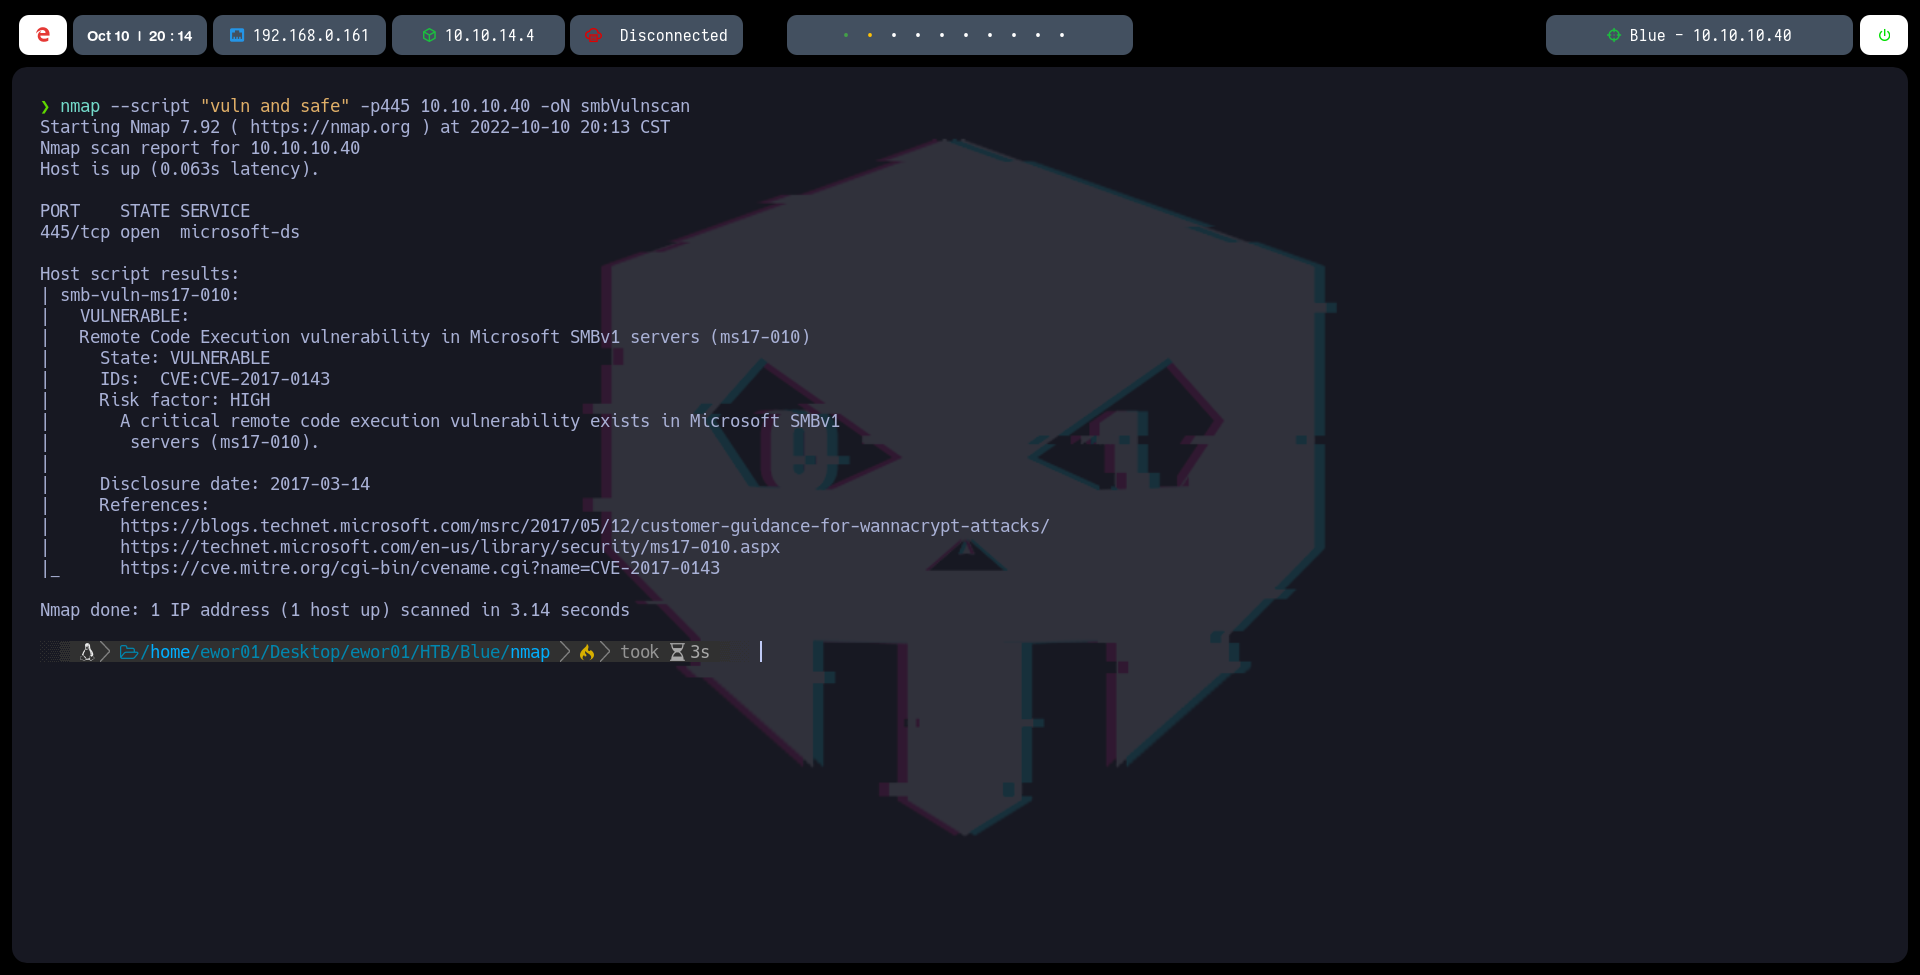 Oct 10 | 20 : 14
192.168.0.161
10.10.14.4
Disconnected
Blue - 10.10.10.40
❯ nmap --script "vuln and safe" -p445 10.10.10.40 -oN smbVulnscan
Starting Nmap 7.92 ( https://nmap.org ) at 2022-10-10 20:13 CST
Nmap scan report for 10.10.10.40
Host is up (0.063s latency).
PORT    STATE SERVICE
445/tcp open  microsoft-ds
Host script results:
| smb-vuln-ms17-010:
|   VULNERABLE:
|   Remote Code Execution vulnerability in Microsoft SMBv1 servers (ms17-010)
|     State: VULNERABLE
|     IDs:  CVE:CVE-2017-0143
|     Risk factor: HIGH
|       A critical remote code execution vulnerability exists in Microsoft SMBv1
|        servers (ms17-010).
|
|     Disclosure date: 2017-03-14
|     References:
|       https://blogs.technet.microsoft.com/msrc/2017/05/12/customer-guidance-for-wannacrypt-attacks/
|       https://technet.microsoft.com/en-us/library/security/ms17-010.aspx
|_      https://cve.mitre.org/cgi-bin/cvename.cgi?name=CVE-2017-0143
Nmap done: 1 IP address (1 host up) scanned in 3.14 seconds
/home/ewor01/Desktop/ewor01/HTB/Blue/nmap took 3s
0 1